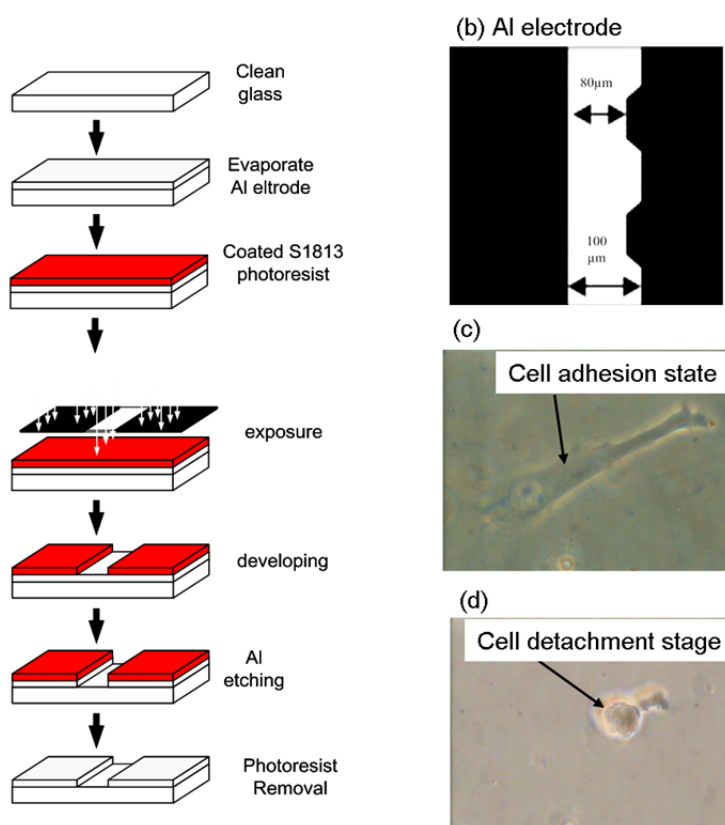 Clean
glass
Evaporate
Al eltrode
Coated S1813
photoresist
exposure
developing
Al
etching
Photoresist
Removal
(b) Al electrode
80µm
100
µm
(c)
Cell adhesion state
(d)
Cell detachment stage